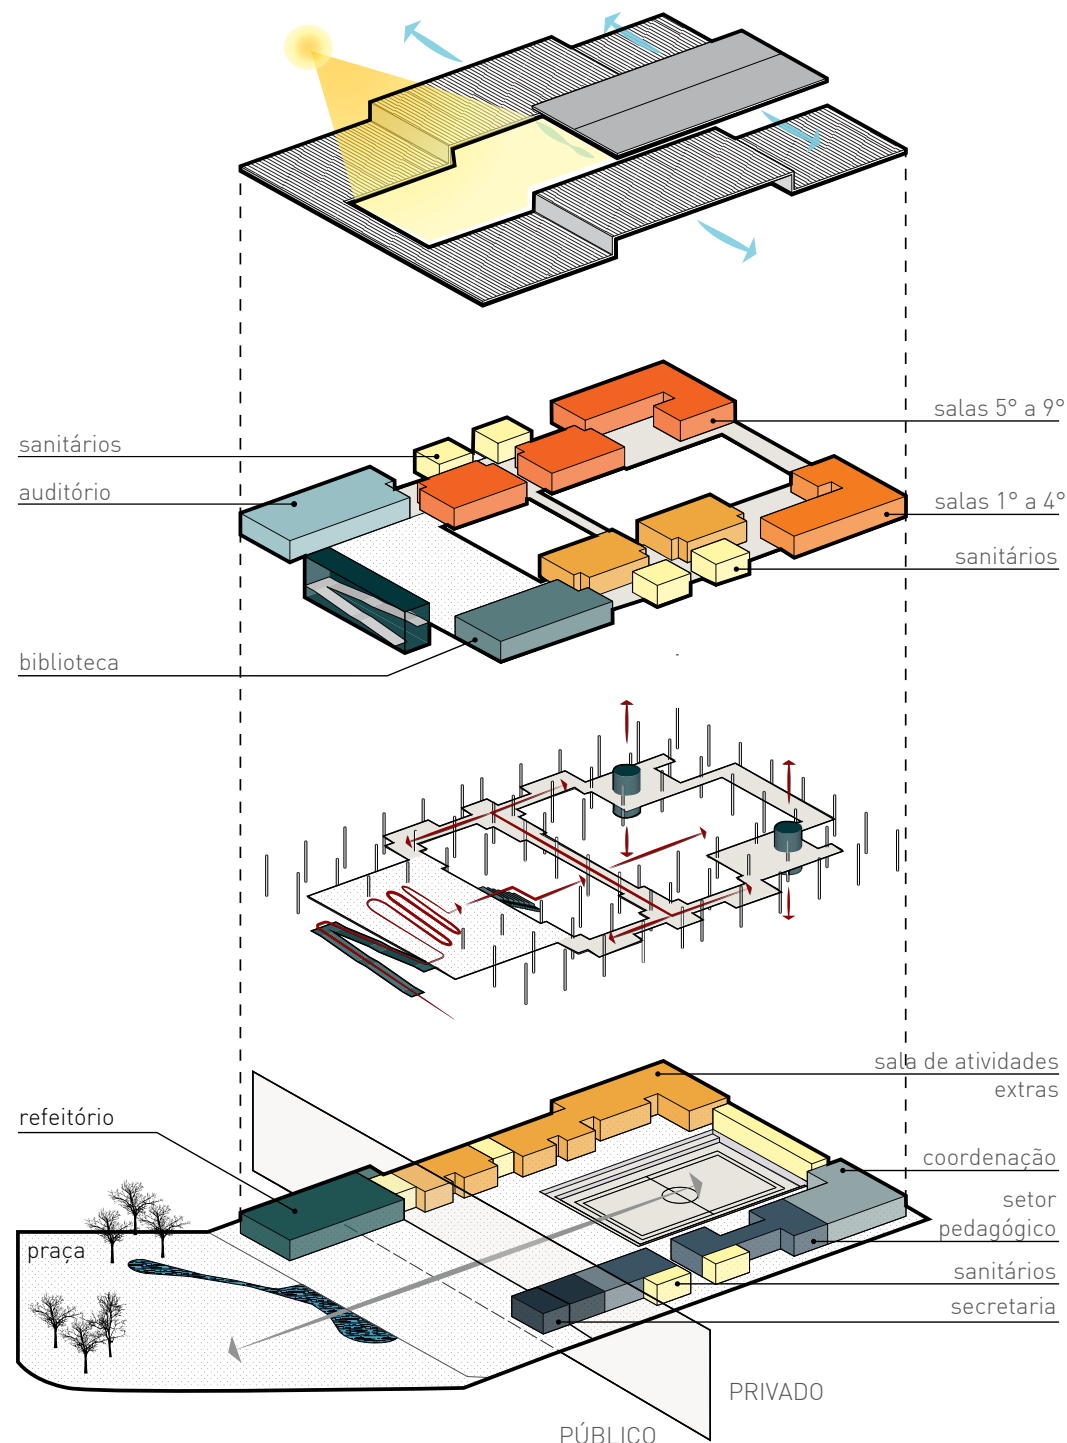 salas 5° a 9°
sanitários
auditório
salas 1° a 4°
sanitários
biblioteca
sala de atividades
extras
refeitório
coordenação
setor
pedagógico
praça
sanitários
secretaria
PRIVADO
PÚBLICO